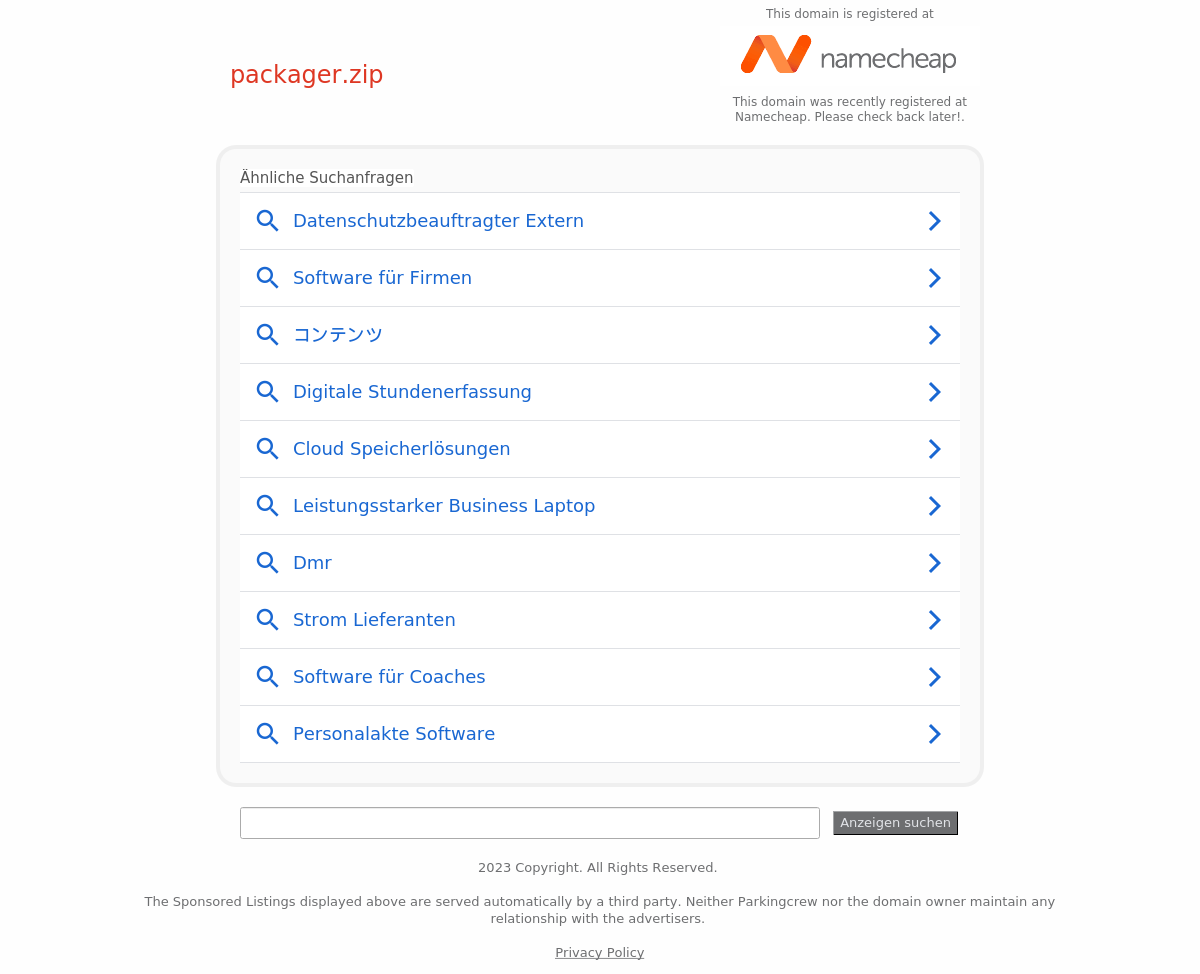 This domain is registered at
namecheap
packager.zip
This domain was recently registered at
Namecheap. Please check back later!.
Ähnliche Suchanfragen
Datenschutzbeauftragter Extern
Software für Firmen
コンテンツ
Digitale Stundenerfassung
Cloud Speicherlösungen
Leistungsstarker Business Laptop
Dmr
Strom Lieferanten
Software für Coaches
Personalakte Software
Anzeigen suchen
2023 Copyright. All Rights Reserved.
The Sponsored Listings displayed above are served automatically by a third party. Neither Parkingcrew nor the domain owner maintain any
relationship with the advertisers.
Privacy Policy